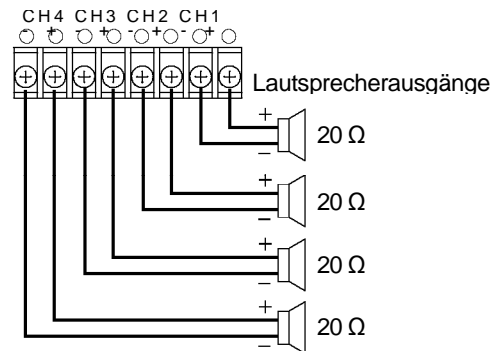 CH4 CH3 CH2 CH1
- + - + - + - +
Lautsprecherausgänge
+
20 Ω
–
+
20 Ω
–
+
20 Ω
–
+
20 Ω
–